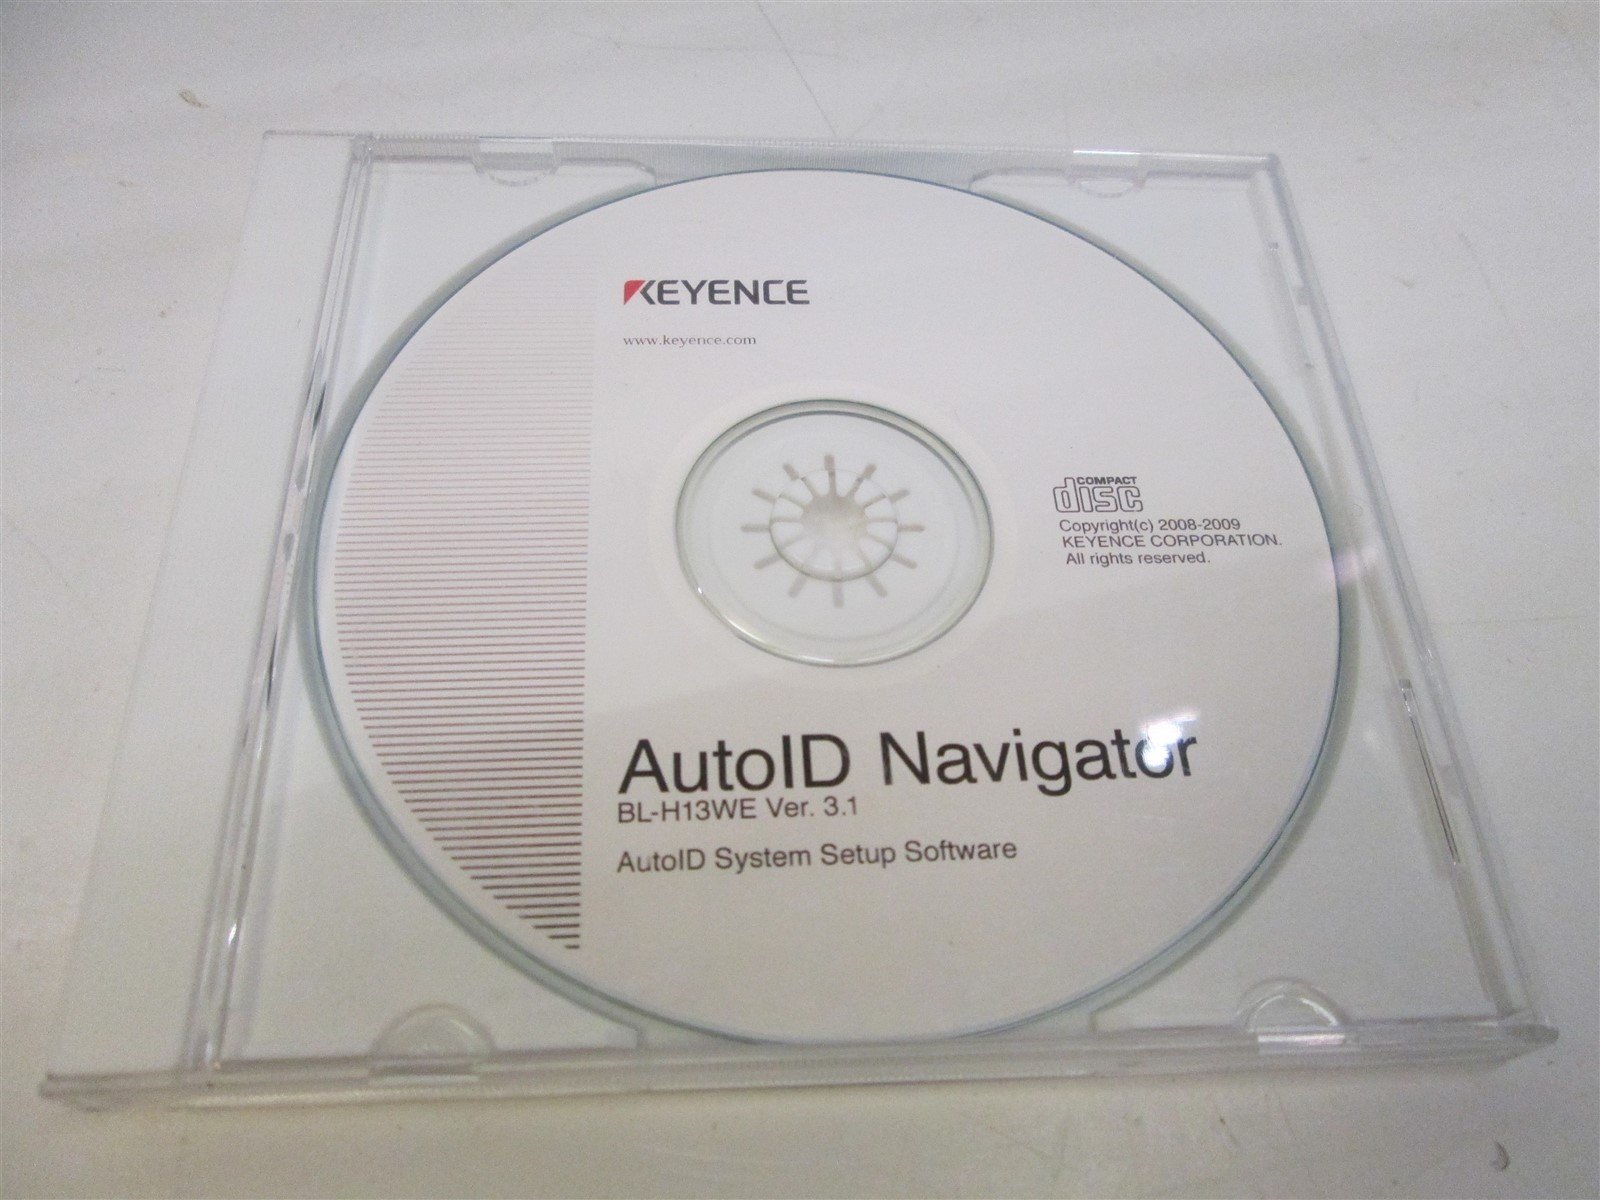 KEYENCE
www.keyence.com
COMPACT
disc
Copyright(c) 2008-2009
KEYENCE CORPORATION.
All rights reserved.
AutoID Navigator
BL-H13WE Ver. 3.1
AutoID System Setup Software